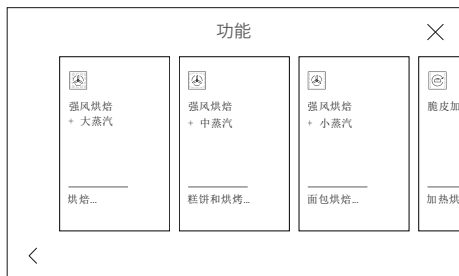 功能
强风烘焙
+ 大蒸汽
烘焙...
强风烘焙
+ 中蒸汽
糕饼和烘烤...
强风烘焙
+ 小蒸汽
面包烘焙...
脆皮加
加热烘